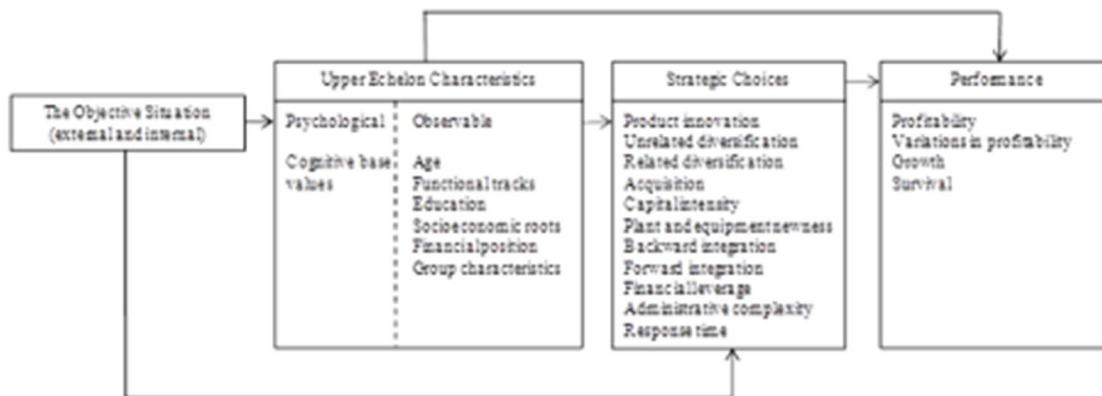 The Objective Situation
(external and internal)
Upper Echelon Characteristics
Psychological
Cognitive base
values
Observable
Age
Functional tracks
Education
Socioeconomic roots
Financial position
Group characteristics
Strategic Choices
Product innovation
Unrelated diversification
Related diversification
Acquisition
Capital intensity
Plant and equipment newness
Backward integration
Forward integration
Financial leverage
Administrative complexity
Response time
Performance
Profitability
Variations in profitability
Growth
Survival